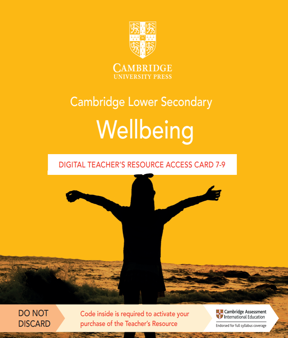 CAMBRIDGE
UNIVERSITY PRESS
Cambridge Lower Secondary
Wellbeing
DIGITAL TEACHER'S RESOURCE ACCESS CARD 7-9
DO NOT
DISCARD
Code inside is required to activate your
purchase of the Teacher's Resource
Cambridge Assessment
International Education
Endorsed for full syllabus coverage